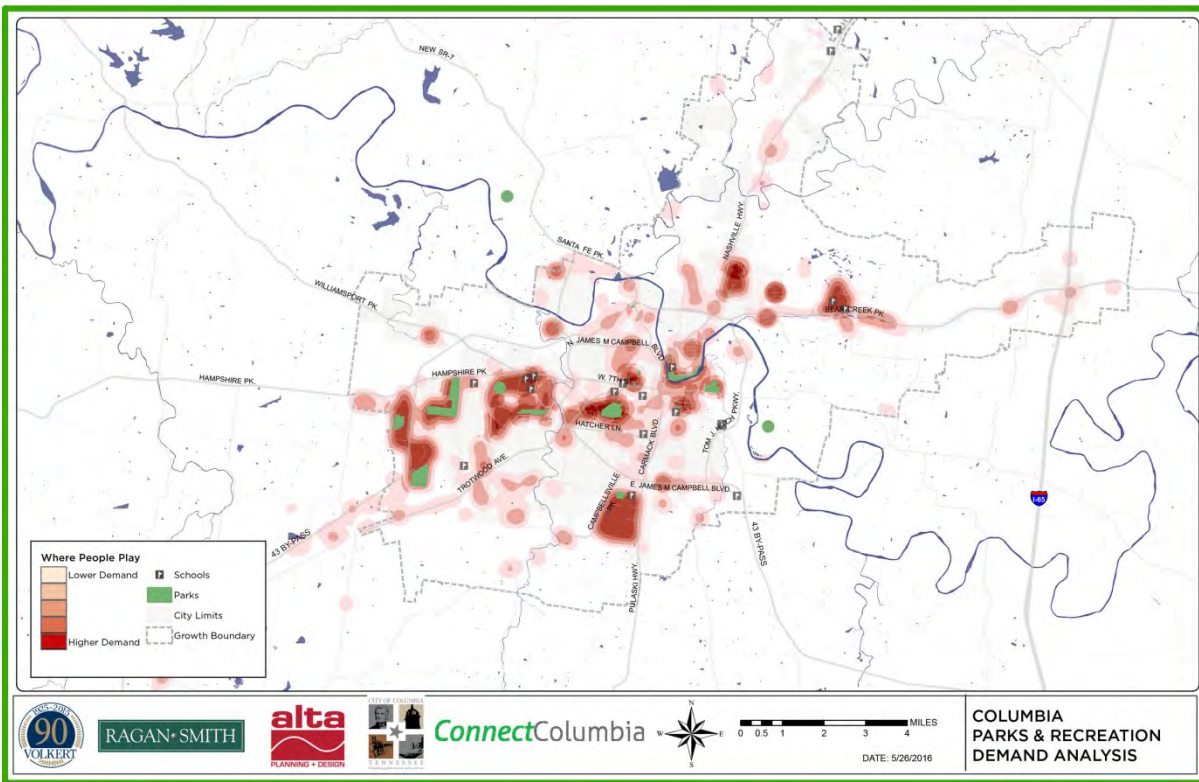 NEW SR-7
SANTA FE PK.
NASHVILLE HWY.
WILLIAMSPORT PK.
BEAR CREEK PK.
N. JAMES M CAMPBELL BLVD
HAMPSHIRE PK.
HAMPSHIRE PK
W. 7TH
HATCHER LN.
CARMACK BLVD
TROTWOOD AVE.
E. JAMES M CAMPBELL BLVD
CAMPBELLSVILLE PK.
I-65
43 BY-PASS
43 BY-PASS
PULASKI HWY.
Where People Play
Lower Demand
Higher Demand
Schools
Parks
City Limits
Growth Boundary
1925-2015
90
VOLKERT
RAGAN·SMITH
alta
PLANNING + DESIGN
CITY OF COLUMBIA
TENNESSEE
ConnectColumbia
N
W E
S
0 0.5 1 2 3 4 MILES
DATE: 5/26/2016
COLUMBIA
PARKS & RECREATION
DEMAND ANALYSIS